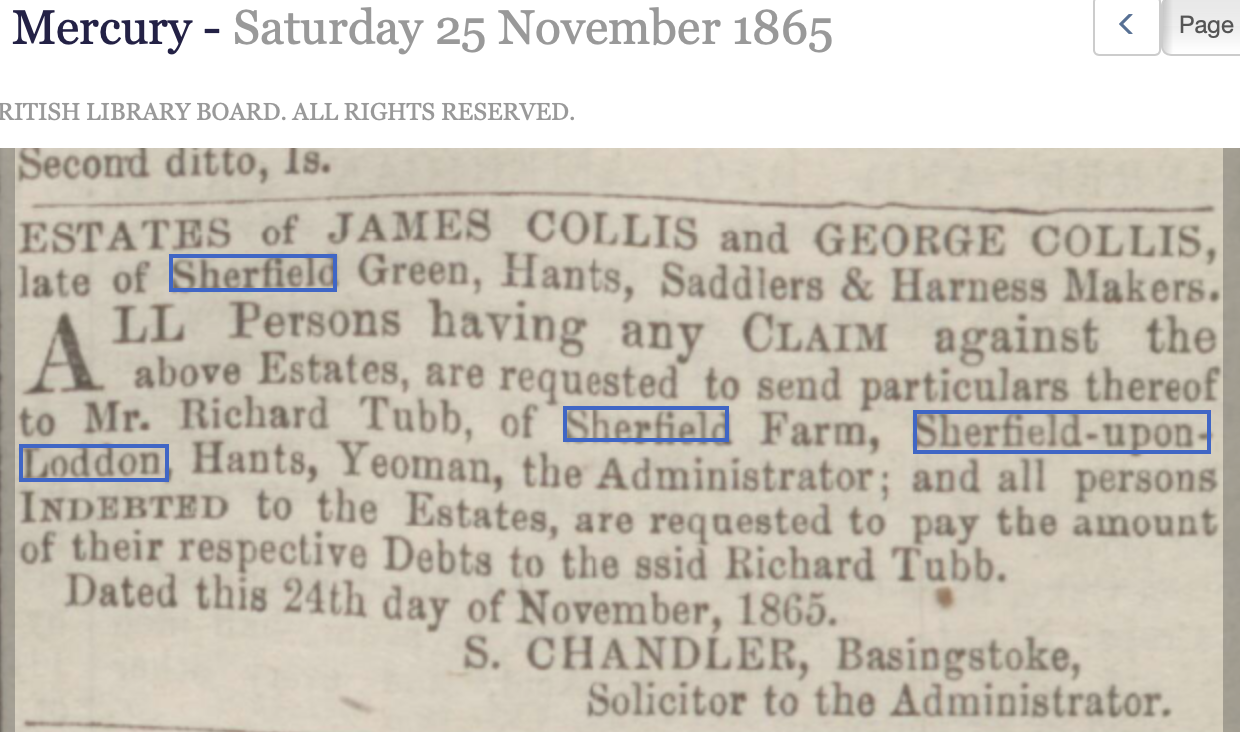 Mercury - Saturday 25 November 1865
Page
RITISH LIBRARY BOARD. ALL RIGHTS RESERVED.
Second ditto, 1s.
ESTATES of JAMES COLLIS and GEORGE COLLIS,
late of Sherfield Green, Hants, Saddlers & Harness Makers.
ALL Persons having any CLAIM against the
above Estates, are requested to send particulars thereof
to Mr. Richard Tubb, of Sherfield Farm, Sherfield-upon-
Loddon, Hants, Yeoman, the Administrator; and all persons
INDEBTED to the Estates, are requested to pay the amount
of their respective Debts to the ssid Richard Tubb.
Dated this 24th day of November, 1865.
S. CHANDLER, Basingstoke,
Solicitor to the Administrator.